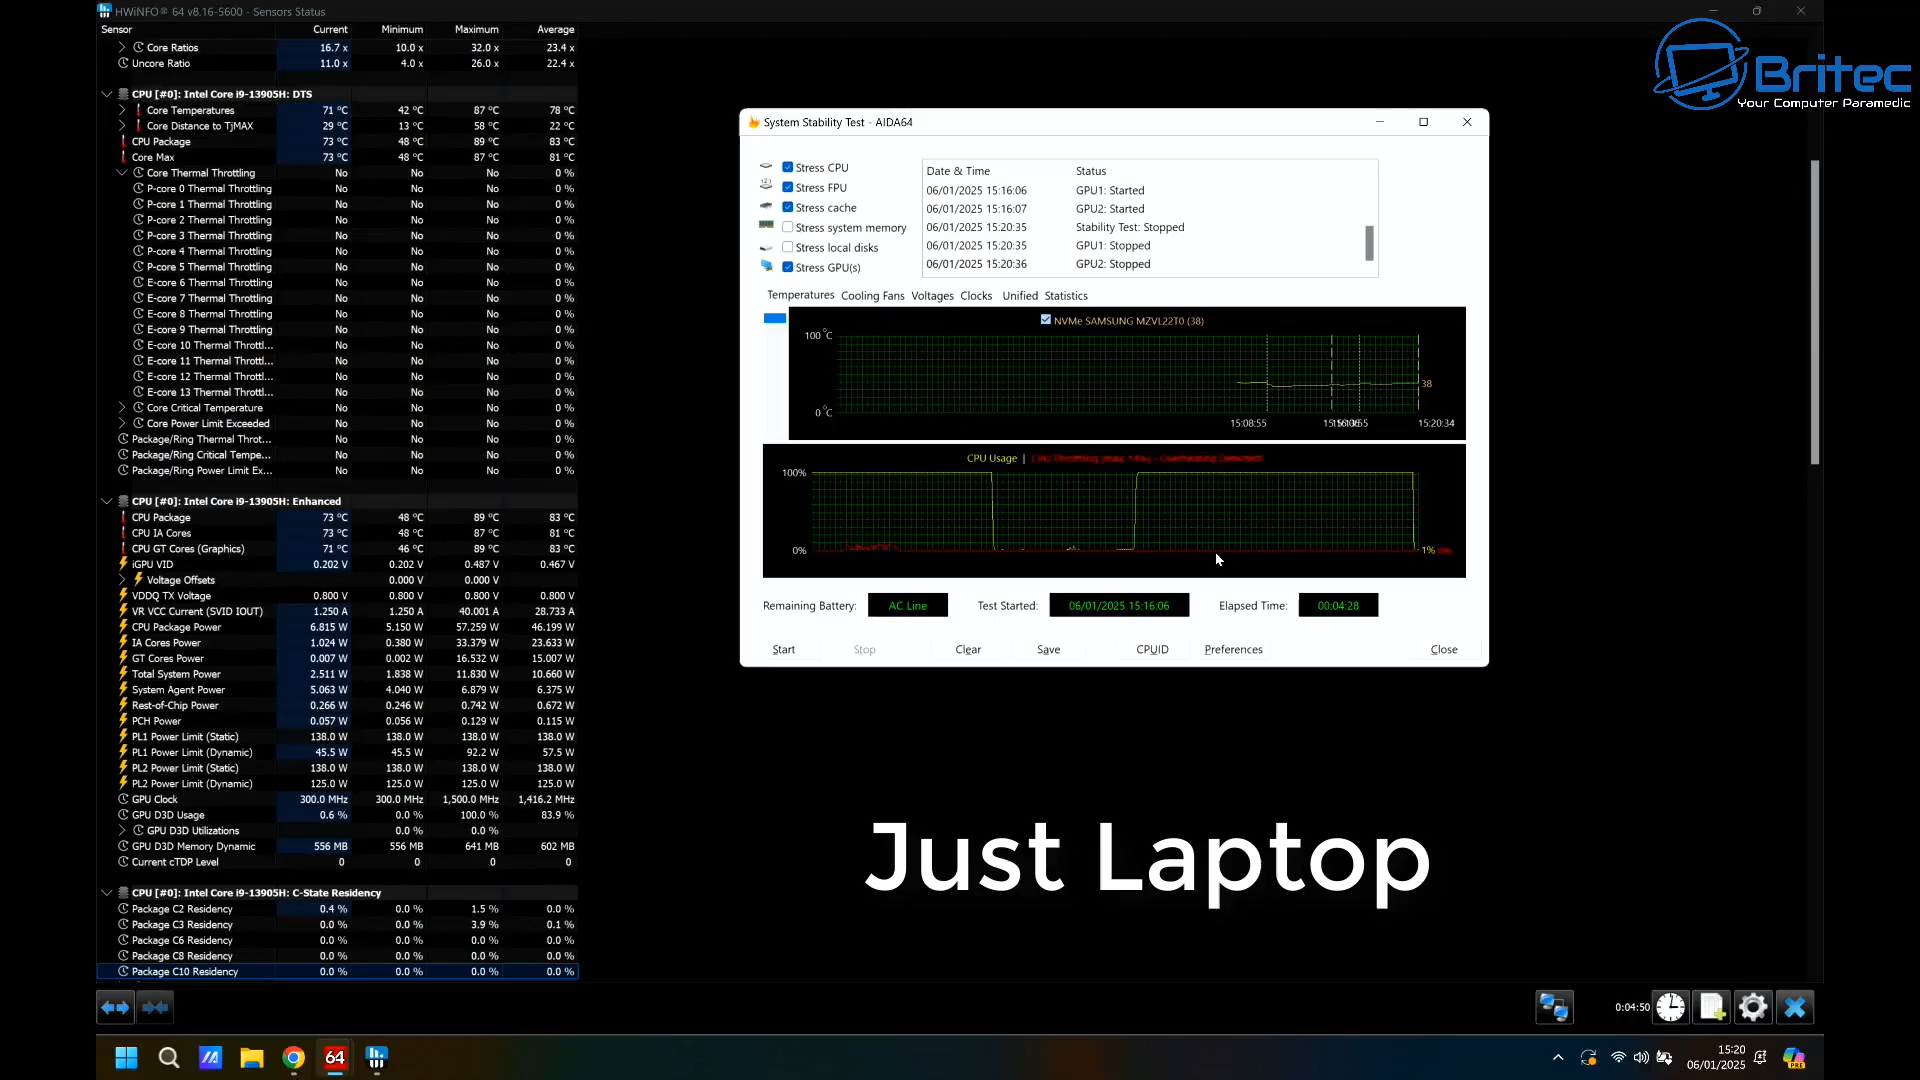 HWiNFO® 64 v8.16-5600 - Sensors Status
Sensor Current Minimum Maximum Average
Core Ratios 16.7 x 10.0 x 32.0 x 23.4 x
Uncore Ratio 11.0 x 4.0 x 26.0 x 22.4 x
CPU [#0]: Intel Core i9-13905H: DTS
Core Temperatures 71 °C 42 °C 87 °C 78 °C
Core Distance to TjMAX 29 °C 13 °C 58 °C 22 °C
CPU Package 73 °C 48 °C 89 °C 83 °C
Core Max 73 °C 48 °C 87 °C 81 °C
Core Thermal Throttling No No No 0 %
P-core 0 Thermal Throttling No No No 0 %
P-core 1 Thermal Throttling No No No 0 %
P-core 2 Thermal Throttling No No No 0 %
P-core 3 Thermal Throttling No No No 0 %
P-core 4 Thermal Throttling No No No 0 %
P-core 5 Thermal Throttling No No No 0 %
E-core 6 Thermal Throttling No No No 0 %
E-core 7 Thermal Throttling No No No 0 %
E-core 8 Thermal Throttling No No No 0 %
E-core 9 Thermal Throttling No No No 0 %
E-core 10 Thermal Throttl... No No No 0 %
E-core 11 Thermal Throttl... No No No 0 %
E-core 12 Thermal Throttl... No No No 0 %
E-core 13 Thermal Throttl... No No No 0 %
Core Critical Temperature No No No 0 %
Core Power Limit Exceeded No No No 0 %
Package/Ring Thermal Throt... No No No 0 %
Package/Ring Critical Tempe... No No No 0 %
Package/Ring Power Limit Ex... No No No 0 %
CPU [#0]: Intel Core i9-13905H: Enhanced
CPU Package 73 °C 48 °C 89 °C 83 °C
CPU IA Cores 73 °C 48 °C 87 °C 81 °C
CPU GT Cores (Graphics) 71 °C 46 °C 89 °C 83 °C
iGPU VID 0.202 V 0.202 V 0.487 V 0.467 V
Voltage Offsets 0.000 V 0.000 V
VDDQ TX Voltage 0.800 V 0.800 V 0.800 V 0.800 V
VR VCC Current (SVID IOUT) 1.250 A 1.250 A 40.001 A 28.733 A
CPU Package Power 6.815 W 5.150 W 57.259 W 46.199 W
IA Cores Power 1.024 W 0.380 W 33.379 W 23.633 W
GT Cores Power 0.007 W 0.002 W 16.532 W 15.007 W
Total System Power 2.511 W 1.838 W 11.830 W 10.660 W
System Agent Power 5.063 W 4.040 W 6.879 W 6.375 W
Rest-of-Chip Power 0.266 W 0.246 W 0.742 W 0.672 W
PCH Power 0.057 W 0.056 W 0.129 W 0.115 W
PL1 Power Limit (Static) 138.0 W 138.0 W 138.0 W 138.0 W
PL1 Power Limit (Dynamic) 45.5 W 45.5 W 92.2 W 57.5 W
PL2 Power Limit (Static) 138.0 W 138.0 W 138.0 W 138.0 W
PL2 Power Limit (Dynamic) 125.0 W 125.0 W 125.0 W 125.0 W
GPU Clock 300.0 MHz 300.0 MHz 1,500.0 MHz 1,416.2 MHz
GPU D3D Usage 0.6 % 0.0 % 100.0 % 83.9 %
GPU D3D Utilizations 0.0 % 0.0 %
GPU D3D Memory Dynamic 556 MB 556 MB 641 MB 602 MB
Current cTDP Level 0 0 0 0
CPU [#0]: Intel Core i9-13905H: C-State Residency
Package C2 Residency 0.4 % 0.0 % 1.5 % 0.0 %
Package C3 Residency 0.0 % 0.0 % 3.9 % 0.1 %
Package C6 Residency 0.0 % 0.0 % 0.0 % 0.0 %
Package C8 Residency 0.0 % 0.0 % 0.0 % 0.0 %
Package C10 Residency 0.0 % 0.0 % 0.0 % 0.0 %
Britec
Your Computer Paramedic
System Stability Test - AIDA64
Stress CPU
Stress FPU
Stress cache
Stress system memory
Stress local disks
Stress GPU(s)
Date & Time Status
06/01/2025 15:16:06 GPU1: Started
06/01/2025 15:16:07 GPU2: Started
06/01/2025 15:20:35 Stability Test: Stopped
06/01/2025 15:20:35 GPU1: Stopped
06/01/2025 15:20:36 GPU2: Stopped
Temperatures Cooling Fans Voltages Clocks Unified Statistics
NVMe SAMSUNG MZVL22T0 (38)
100 °C
38
0 °C
15:08:55 15:20:34
CPU Usage |
100%
0% 1%
Remaining Battery: AC Line Test Started: 06/01/2025 15:16:06 Elapsed Time: 00:04:28
Start Stop Clear Save CPUID Preferences Close
Just Laptop
0:04:50
64
15:20
06/01/2025
PRE